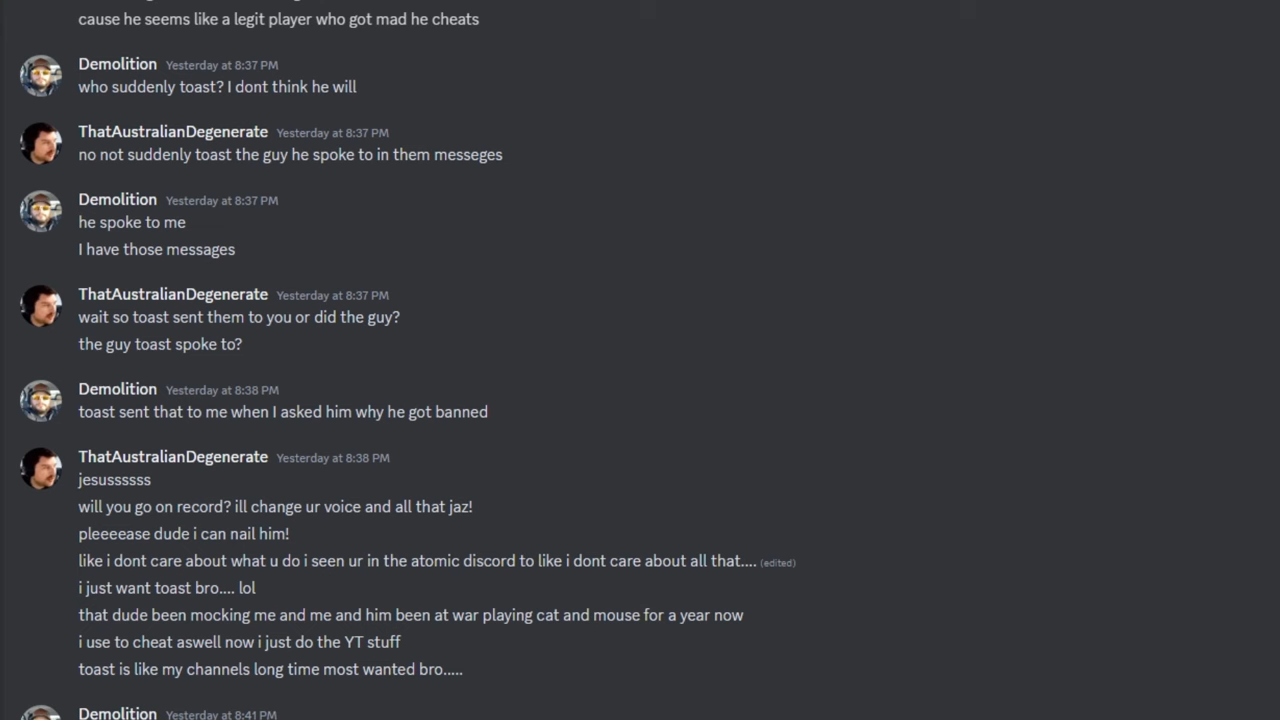 cause he seems like a legit player who got mad he cheats
Demolition Yesterday at 8:37 PM
who suddenly toast? I dont think he will
ThatAustralianDegenerate Yesterday at 8:37 PM
no not suddenly toast the guy he spoke to in them messeges
Demolition Yesterday at 8:37 PM
he spoke to me
I have those messages
ThatAustralianDegenerate Yesterday at 8:37 PM
wait so toast sent them to you or did the guy?
the guy toast spoke to?
Demolition Yesterday at 8:38 PM
toast sent that to me when I asked him why he got banned
ThatAustralianDegenerate Yesterday at 8:38 PM
jesussssss
will you go on record? ill change ur voice and all that jaz!
pleeeease dude i can nail him!
like i dont care about what u do i seen ur in the atomic discord to like i dont care about all that.... (edited)
i just want toast bro.... lol
that dude been mocking me and me and him been at war playing cat and mouse for a year now
i use to cheat aswell now i just do the YT stuff
toast is like my channels long time most wanted bro.....
Demolition Yesterday at 8:41 PM